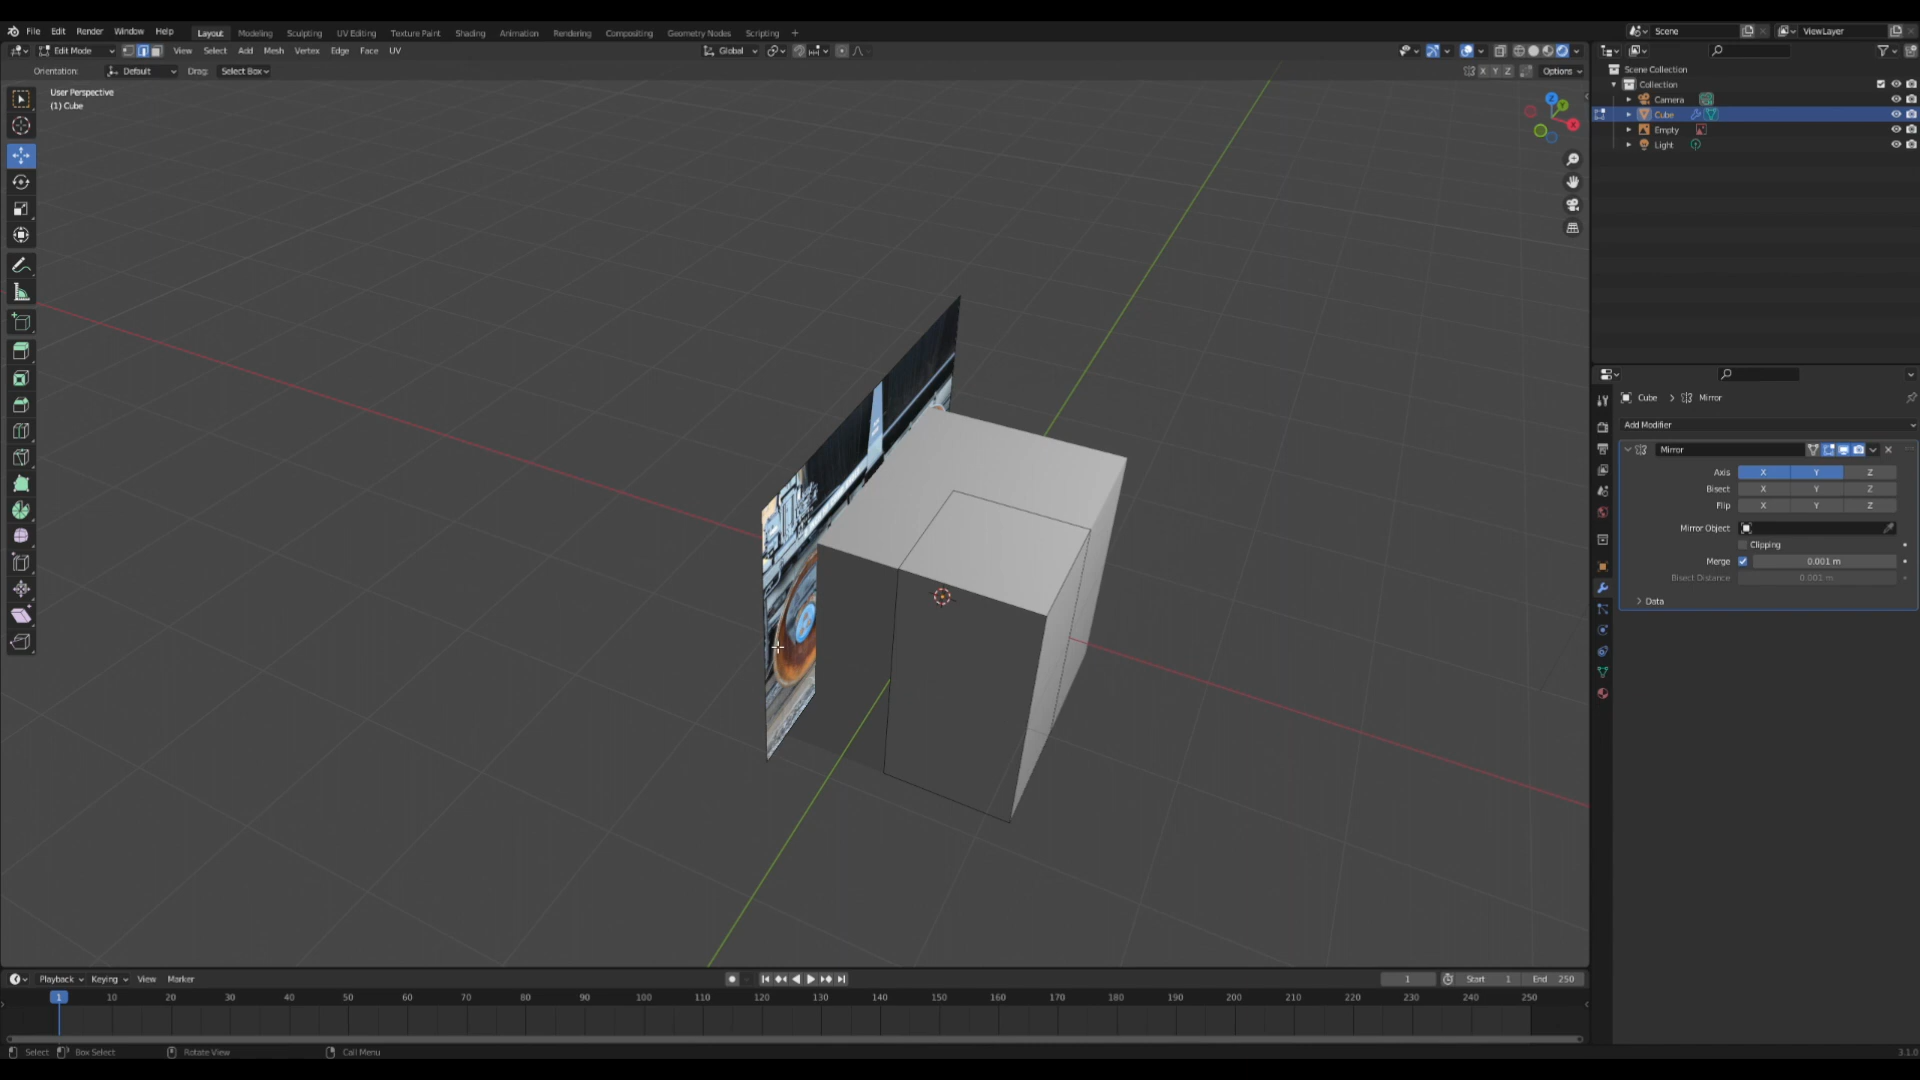 File Edit Render Window Help Layout Modeling Sculpting UV Editing Texture Paint Shading Animation Rendering Compositing Geometry Nodes Scripting + Scene ViewLayer
Edit Mode View Select Add Mesh Vertex Edge Face UV Global
Orientation: Default Drag: Select Box X Y Z Options
User Perspective
(1) Cube
Z Y X
Scene Collection
Collection
Camera
Cube
Empty
Light
Cube > Mirror
Add Modifier
Mirror
Axis X Y Z
Bisect X Y Z
Flip X Y Z
Mirror Object
Clipping
Merge 0.001 m
Bisect Distance 0.001 m
Data
Playback Keying View Marker 1 Start 1 End 250
1 10 20 30 40 50 60 70 80 90 100 110 120 130 140 150 160 170 180 190 200 210 220 230 240 250
Select Box Select Rotate View Call Menu 3.1.0